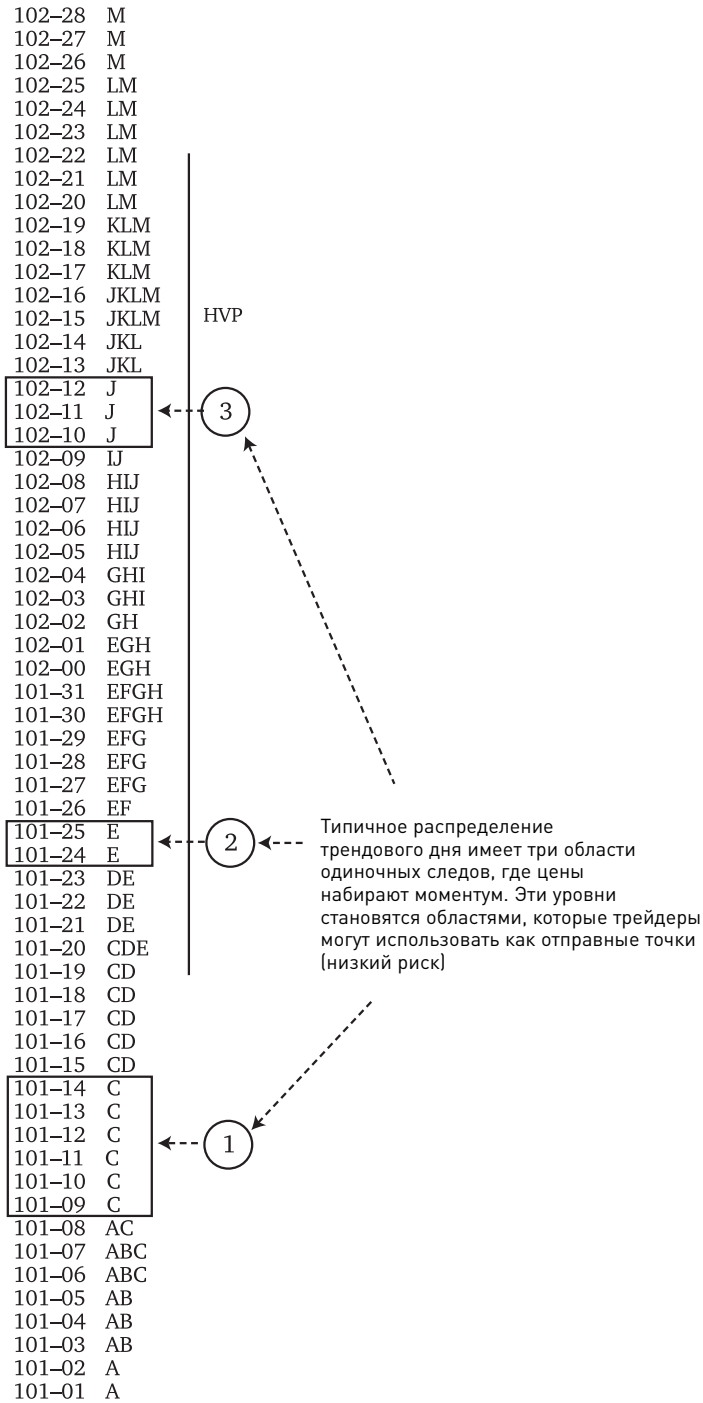 102–28 M
102–27 M
102–26 M
102–25 LM
102–24 LM
102–23 LM
102–22 LM
102–21 LM
102–20 LM
102–19 KLM
102–18 KLM
102–17 KLM
102–16 JKLM
102–15 JKLM
HVP
102–14 JKL
102–13 JKL
102–12 J
102–11 J
3
102–10 J
102–09 IJ
102–08 HIJ
102–07 HIJ
102–06 HIJ
102–05 HIJ
102–04 GHI
102–03 GHI
102–02 GH
102–01 EGH
102–00 EGH
101–31 EFGH
101–30 EFGH
101–29 EFG
101–28 EFG
101–27 EFG
101–26 EF
101–25 E
2
101–24 E
101–23 DE
101–22 DE
101–21 DE
101–20 CDE
101–19 CD
101–18 CD
101–17 CD
101–16 CD
101–15 CD
101–14 C
101–13 C
101–12 C
1
101–11 C
101–10 C
101–09 C
101–08 AC
101–07 ABC
101–06 ABC
101–05 AB
101–04 AB
101–03 AB
101–02 A
101–01 A
Типичное распределение
трендового дня имеет три области
одиночных следов, где цены
набирают моментум. Эти уровни
становятся областями, которые трейдеры
могут использовать как отправные точки
(низкий риск)